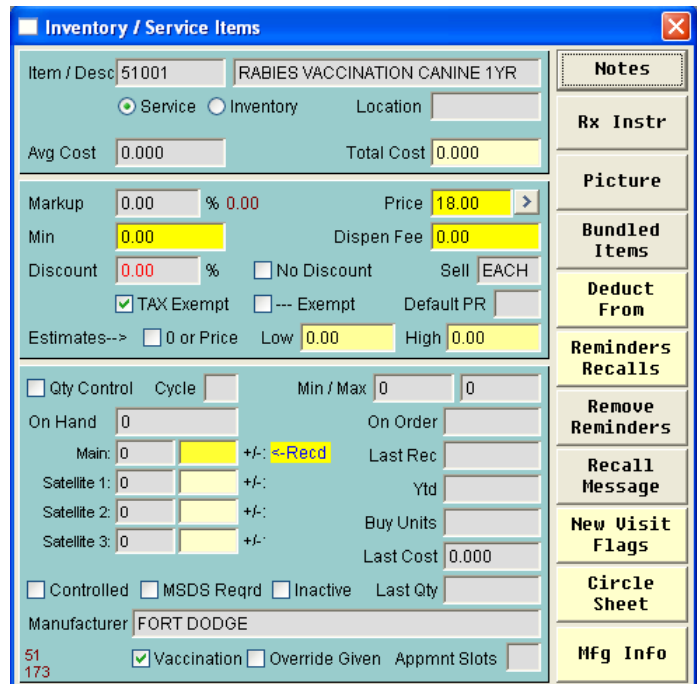 Inventory / Service Items
Item / Desc 51001 RABIES VACCINATION CANINE 1YR
Service Inventory Location
Avg Cost 0.000 Total Cost 0.000
Markup 0.00 % 0.00 Price 18.00 >
Min 0.00 Dispen Fee 0.00
Discount 0.00 % No Discount Sell EACH
TAX Exempt --- Exempt Default PR
Estimates--> 0 or Price Low 0.00 High 0.00
Qty Control Cycle Min / Max 0 0
On Hand 0 On Order
Main: 0 +/-: <-Recd Last Rec
Satellite 1: 0 +/-: Ytd
Satellite 2: 0 +/-: Buy Units
Satellite 3: 0 +/-: Last Cost 0.000
Controlled MSDS Reqrd Inactive Last Qty
Manufacturer FORT DODGE
51
173
Vaccination Override Given Appmnt Slots
Notes
Rx Instr
Picture
Bundled
Items
Deduct
From
Reminders
Recalls
Remove
Reminders
Recall
Message
New Visit
Flags
Circle
Sheet
Mfg Info